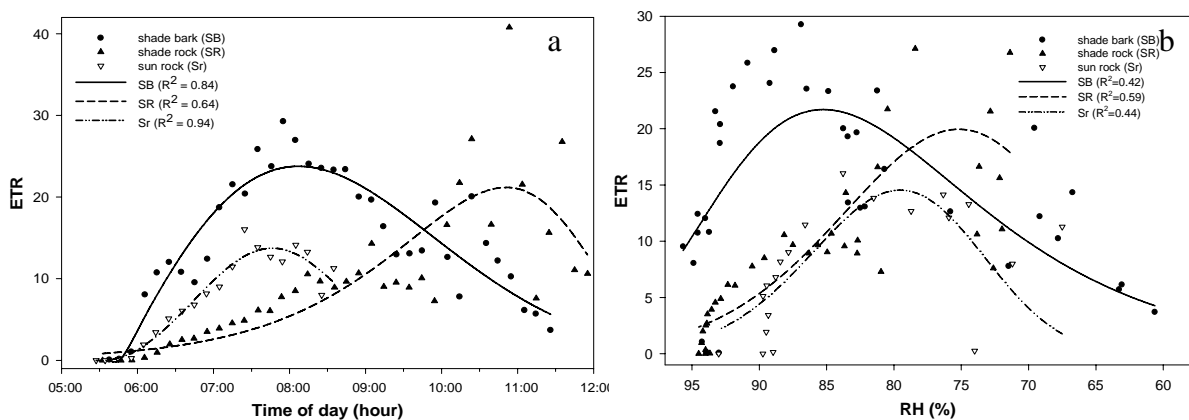 a
shade bark (SB)
shade rock (SR)
sun rock (Sr)
SB (R2 = 0.84)
SR (R2 = 0.64)
Sr (R2 = 0.94)
40
30
20
10
0
ETR
05:00 06:00 07:00 08:00 09:00 10:00 11:00 12:00
Time of day (hour)
b
shade bark (SB)
shade rock (SR)
sun rock (Sr)
SB (R2=0.42)
SR (R2=0.59)
Sr (R2=0.44)
30
25
20
15
10
5
0
ETR
95 90 85 80 75 70 65 60
RH (%)